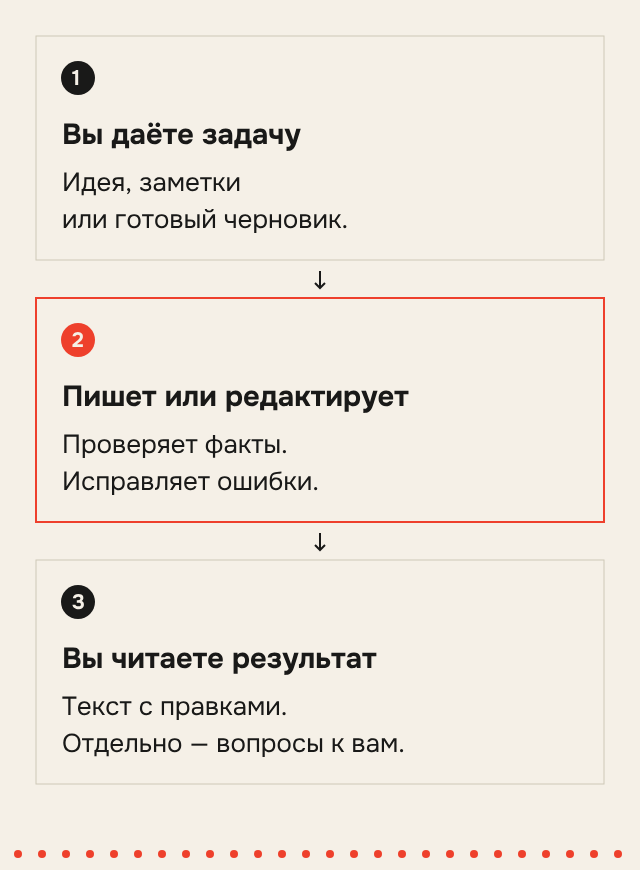 1
Вы даёте задачу
Идея, заметки
или готовый черновик.
↓
2
Пишет или редактирует
Проверяет факты.
Исправляет ошибки.
↓
3
Вы читаете результат
Текст с правками.
Отдельно — вопросы к вам.